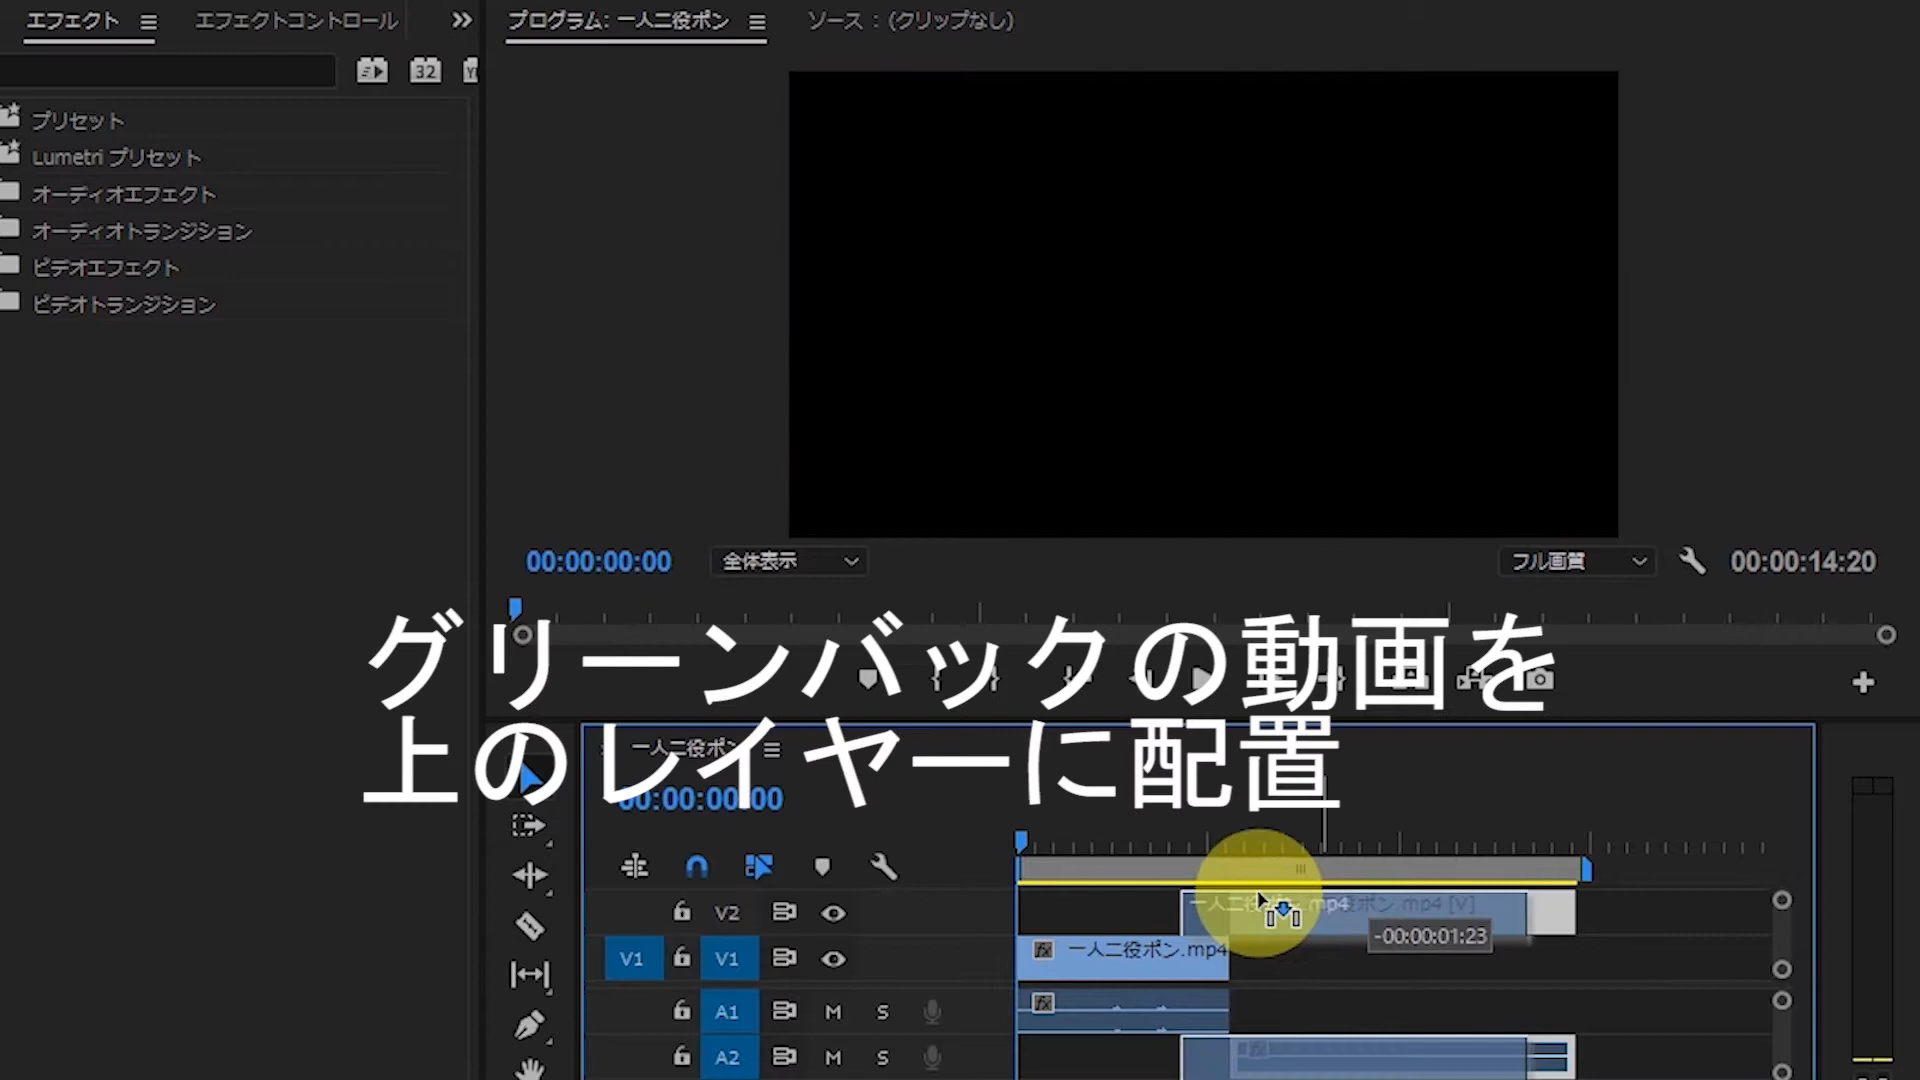 エフェクト
エフェクトコントロール
プログラム: 一人二役ポン
ソース：(クリップなし)
32
プリセット
Lumetri プリセット
オーディオエフェクト
オーディオトランジション
ビデオエフェクト
ビデオトランジション
00:00:00:00
全体表示
フル画質
00:00:14:20
グリーンバックの動画を
上のレイヤーに配置
一人二役ポン
00:00:00:00
V2
一人二役ポン.mp4
役ポン.mp4 [V]
-00:00:01:23
V1
V1
fx
一人二役ポン.mp4
A1
M
S
fx
A2
M
S